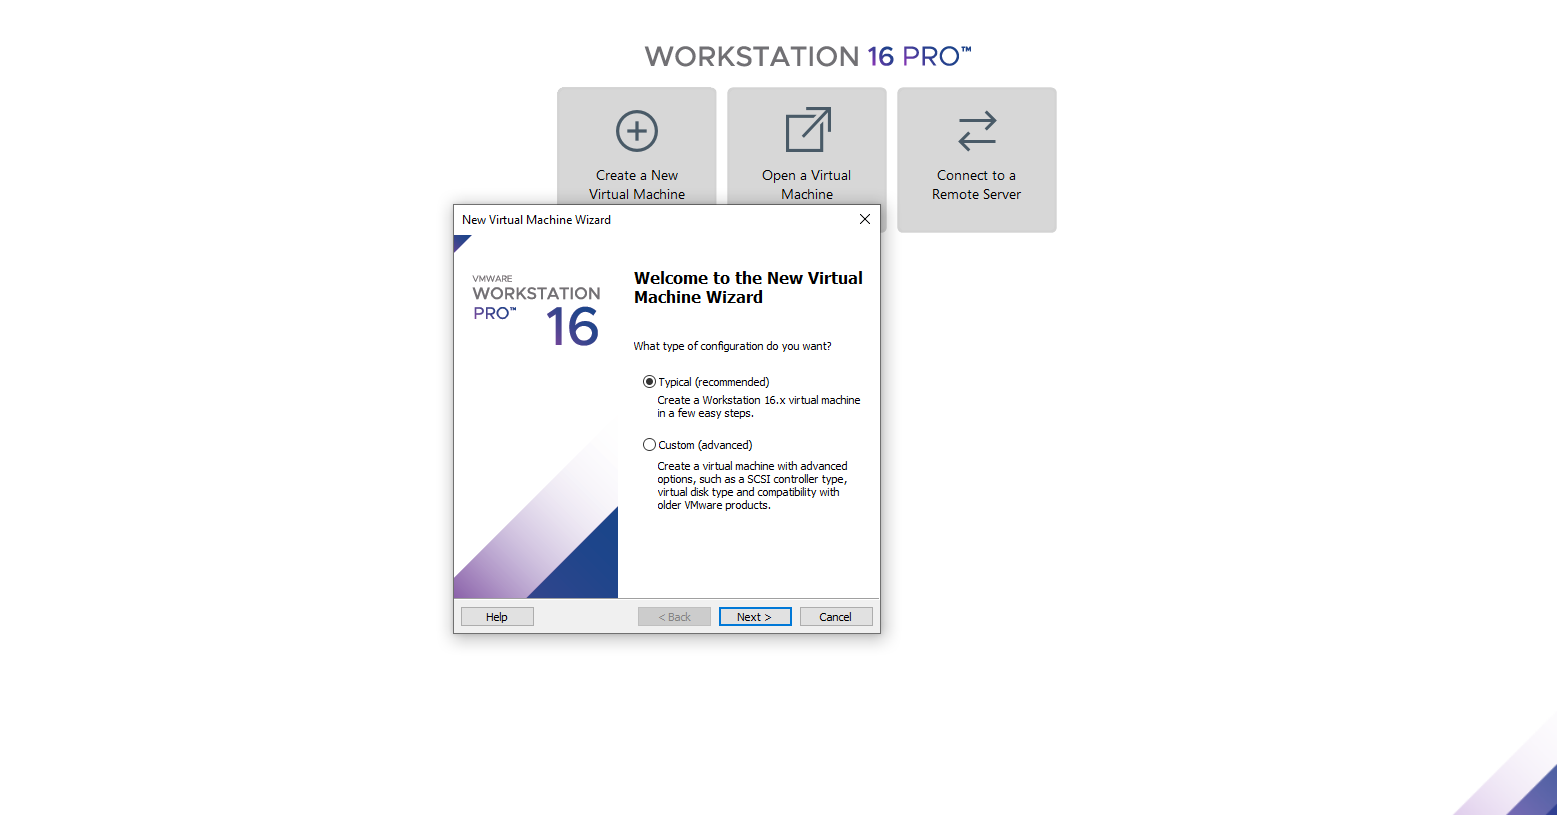 WORKSTATION 16 PRO™
Create a New
Virtual Machine
Open a Virtual
Machine
Connect to a
Remote Server
New Virtual Machine Wizard
VMWARE
WORKSTATION
PRO™
16
Welcome to the New Virtual
Machine Wizard
What type of configuration do you want?
Typical (recommended)
Create a Workstation 16.x virtual machine
in a few easy steps.
Custom (advanced)
Create a virtual machine with advanced
options, such as a SCSI controller type,
virtual disk type and compatibility with
older VMware products.
Help
< Back
Next >
Cancel